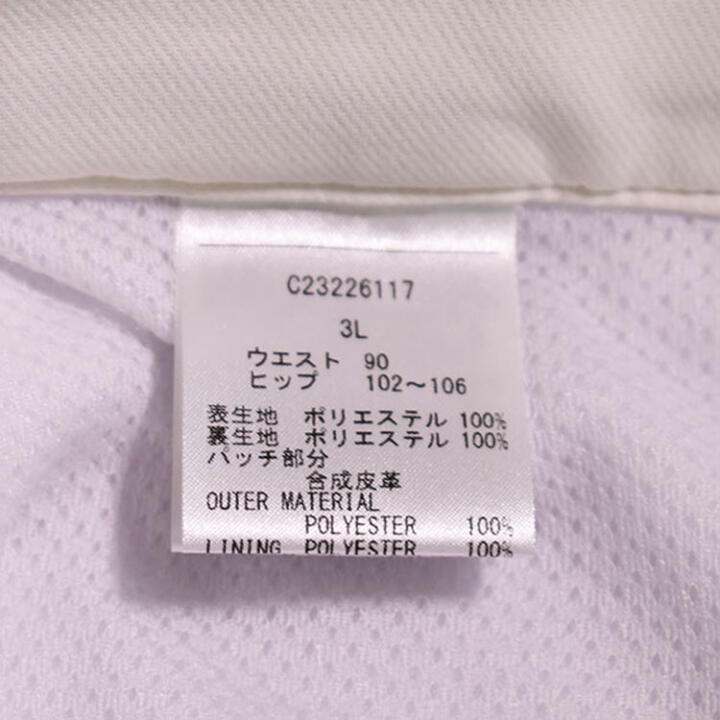 C23226117
3L
ウエスト 90
ヒップ 102～106
表生地 ポリエステル 100%
裏生地 ポリエステル 100%
パッチ部分
合成皮革
OUTER MATERIAL
POLYESTER 100%
LINING POLYESTER 100%